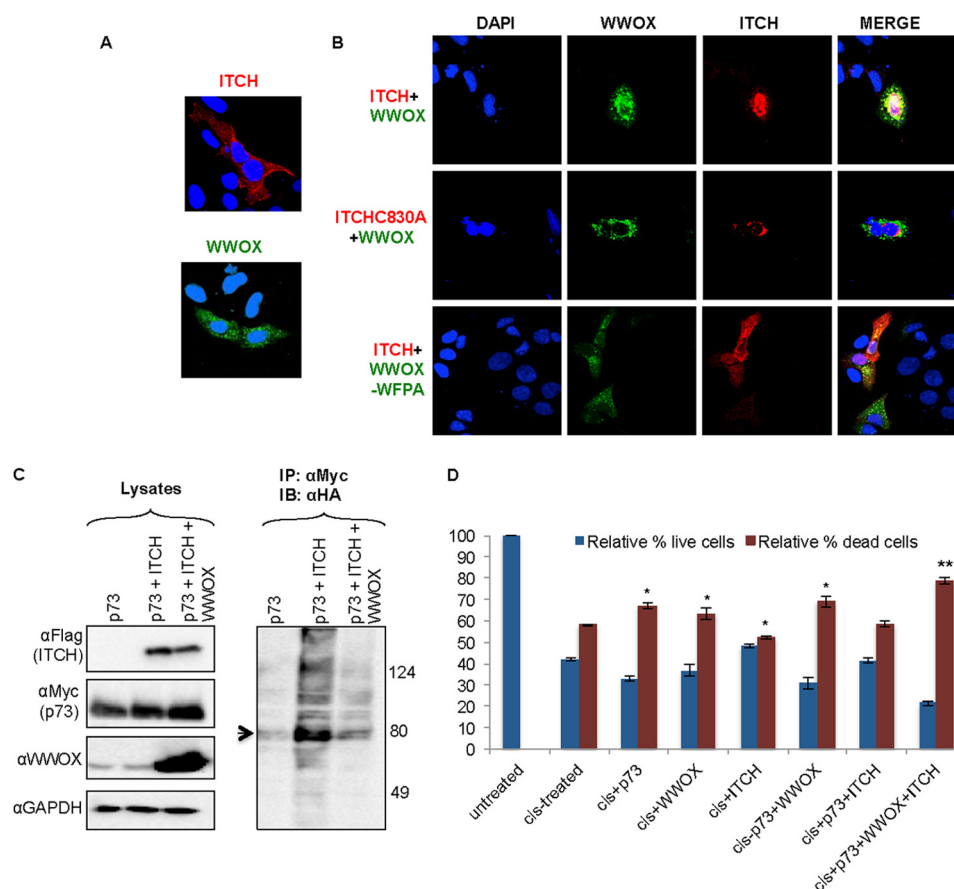 A
ITCH
WWOX
B
DAPI WWOX ITCH MERGE
ITCH+
WWOX
ITCHC830A
+WWOX
ITCH+
WWOX
-WFPA
C
Lysates
p73
p73 + ITCH
p73 + ITCH +
WWOX
αFlag
(ITCH)
αMyc
(p73)
αWWOX
αGAPDH
IP: αMyc
IB: αHA
p73
p73 + ITCH
p73 + ITCH +
WWOX
124
80
49
D
Relative % live cells Relative % dead cells
100
90
80
70
60
50
40
30
20
10
0
* * * * **
untreated
cis-treated
cis+p73
cis+WWOX
cis+ITCH
cis-p73+WWOX
cis+p73+ITCH
cis+p73+WWOX+ITCH